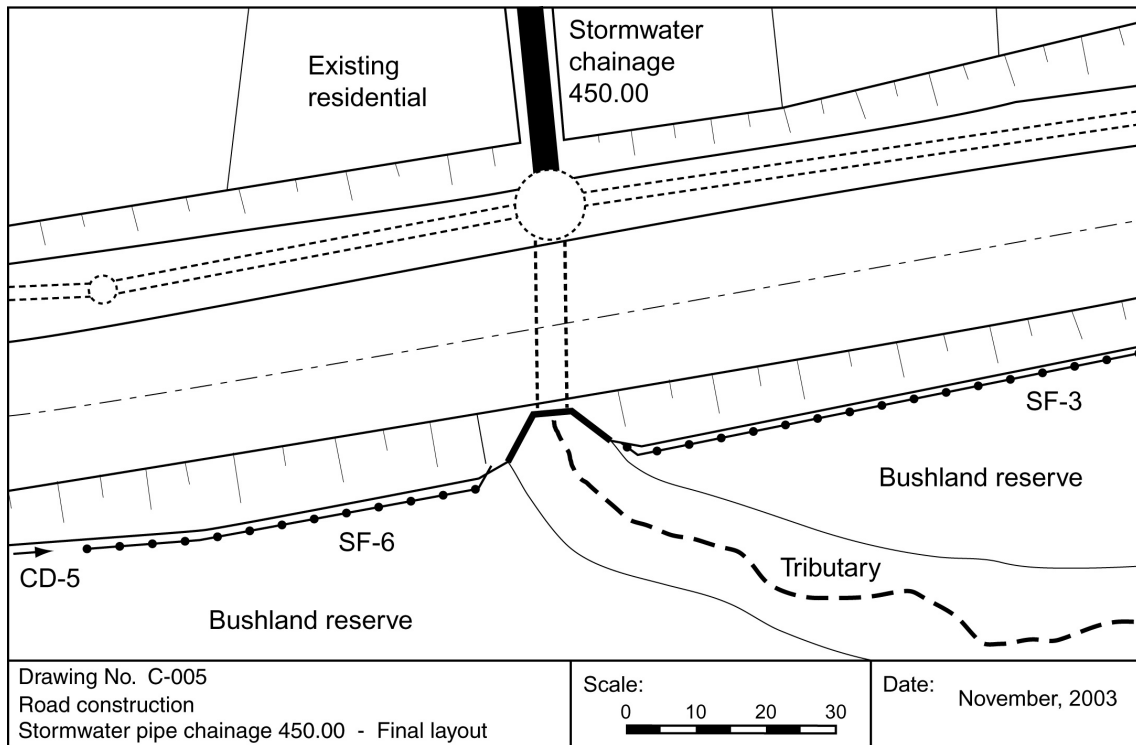 Existing
residential
Stormwater
chainage
450.00
SF-3
Bushland reserve
SF-6
CD-5
Tributary
Bushland reserve
Drawing No. C-005
Road construction
Stormwater pipe chainage 450.00 - Final layout
Scale:
0 10 20 30
Date:
November, 2003